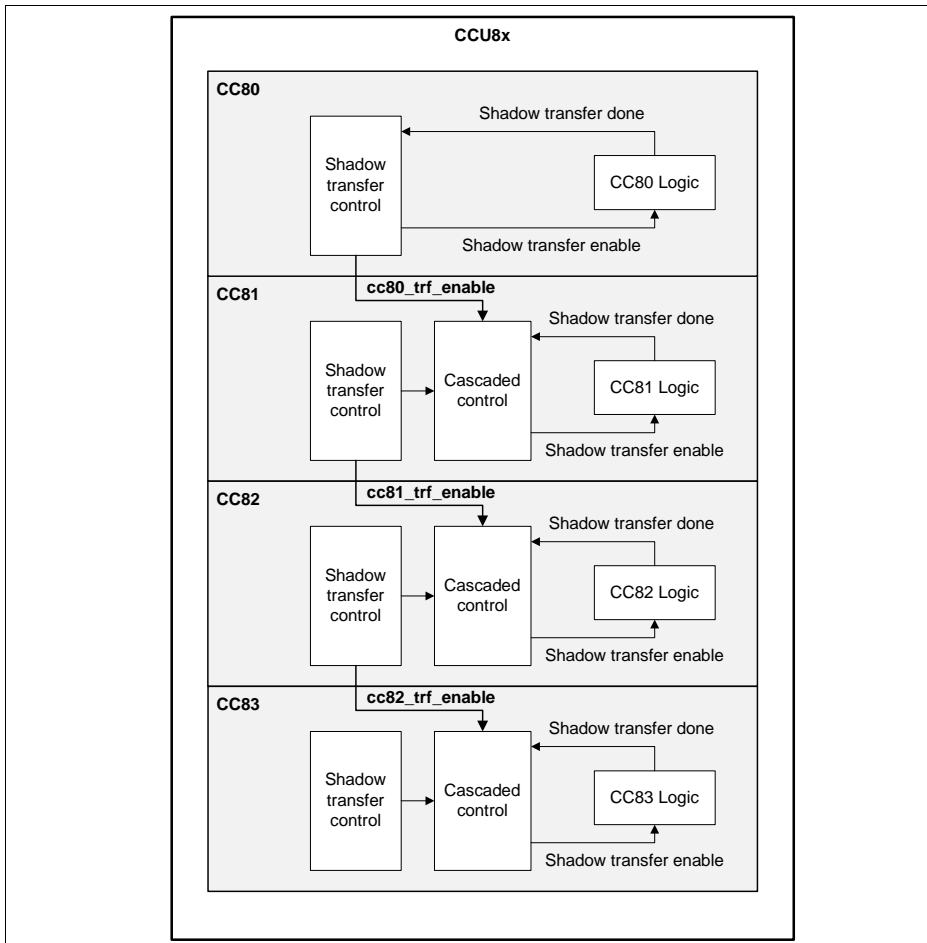 CCU8x
CC80
Shadow transfer done
Shadow
transfer
control
CC80 Logic
Shadow transfer enable
cc80_trf_enable
CC81
Shadow transfer done
Shadow
transfer
control
Cascaded
control
CC81 Logic
Shadow transfer enable
cc81_trf_enable
CC82
Shadow transfer done
Shadow
transfer
control
Cascaded
control
CC82 Logic
Shadow transfer enable
cc82_trf_enable
CC83
Shadow transfer done
Shadow
transfer
control
Cascaded
control
CC83 Logic
Shadow transfer enable